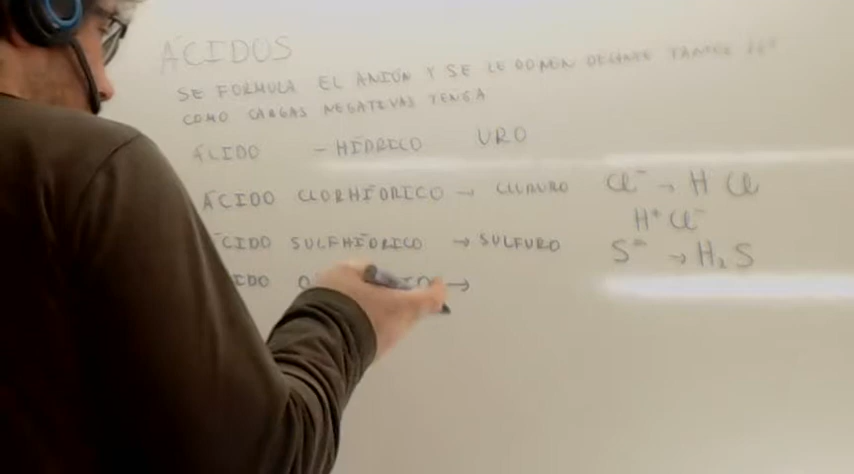 ÁCIDOS
SE FORMULA EL ANIÓN Y SE LE PONEN DELANTE TANTOS H+
COMO CARGAS NEGATIVAS TENGA
ÁCIDO -HÍDRICO URO
ÁCIDO CLORHÍDRICO → CLORURO Cl⁻ → H Cl
H⁺ Cl⁻
ÁCIDO SULFHÍDRICO → SULFURO S⁼ → H₂ S
→